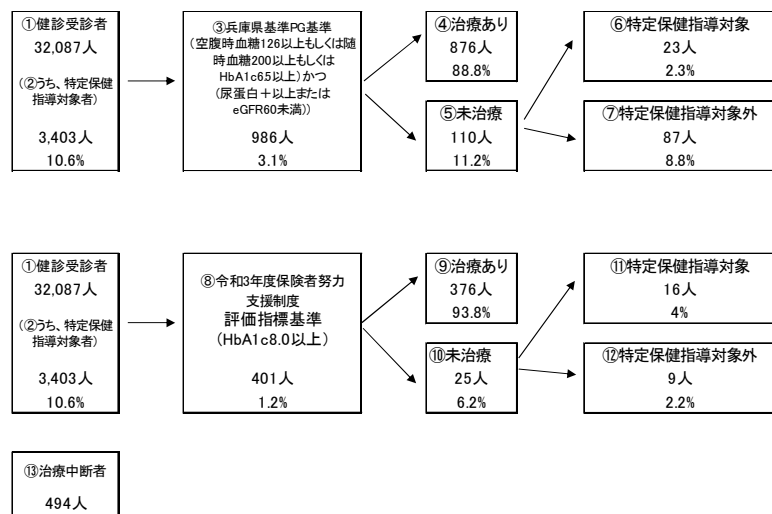 ①健診受診者
32,087人
(②うち、特定保健
指導対象者)
3,403人
10.6%
③兵庫県基準PG基準
(空腹時血糖126以上もしくは随
時血糖200以上もしくは
HbA1c6.5以上)かつ
(尿蛋白+以上または
eGFR60未満))
986人
3.1%
④治療あり
876人
88.8%
⑤未治療
110人
11.2%
⑥特定保健指導対象
23人
2.3%
⑦特定保健指導対象外
87人
8.8%
①健診受診者
32,087人
(②うち、特定保健
指導対象者)
3,403人
10.6%
⑧令和3年度保険者努力
支援制度
評価指標基準
(HbA1c8.0以上)
401人
1.2%
⑨治療あり
376人
93.8%
⑩未治療
25人
6.2%
⑪特定保健指導対象
16人
4%
⑫特定保健指導対象外
9人
2.2%
⑬治療中断者
494人